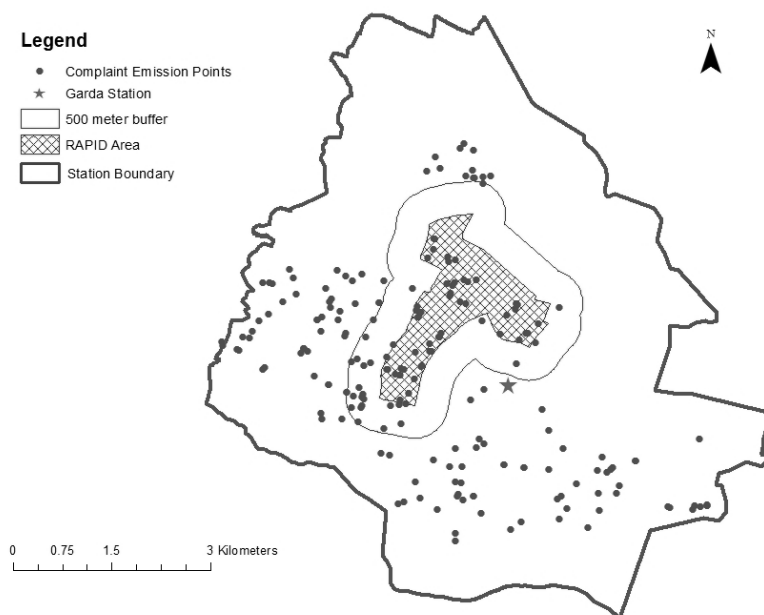 Legend
Complaint Emission Points
Garda Station
500 meter buffer
RAPID Area
Station Boundary
N
0 0.75 1.5 3 Kilometers